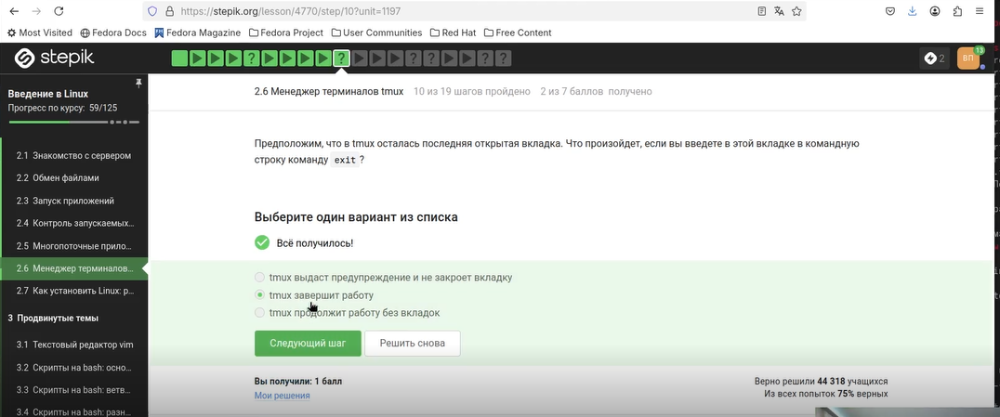 https://stepik.org/lesson/4770/step/10?unit=1197
Most Visited Fedora Docs Fedora Magazine Fedora Project User Communities Red Hat Free Content
stepik
? ? ? ? ? ?
2
ВП
13
Введение в Linux
Прогресс по курсу: 59/125
2.1 Знакомство с сервером
2.2 Обмен файлами
2.3 Запуск приложений
2.4 Контроль запускаемых...
2.5 Многопоточные прило...
2.6 Менеджер терминалов...
2.7 Как установить Linux: р...
3 Продвинутые темы
3.1 Текстовый редактор vim
3.2 Скрипты на bash: осно...
3.3 Скрипты на bash: ветв...
3.4 Скрипты на bash: разн...
2.6 Менеджер терминалов tmux 10 из 19 шагов пройдено 2 из 7 баллов получено
Предположим, что в tmux осталась последняя открытая вкладка. Что произойдет, если вы введете в этой вкладке в командную
строку команду exit ?
Выберите один вариант из списка
Всё получилось!
tmux выдаст предупреждение и не закроет вкладку
tmux завершит работу
tmux продолжит работу без вкладок
Следующий шаг Решить снова
Вы получили: 1 балл
Мои решения
Верно решили 44 318 учащихся
Из всех попыток 75% верных